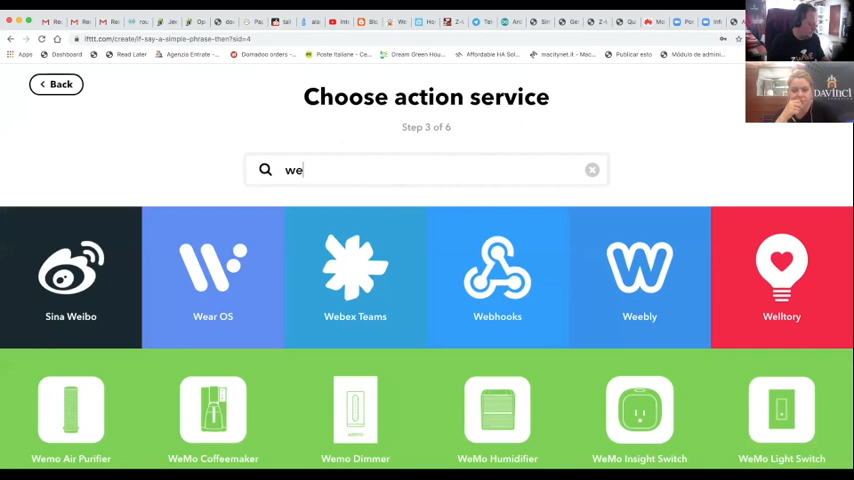 ifttt.com/create/if-say-a-simple-phrase-then?sid=4
Apps Dashboard Read Later Agenzia Entrate - Domadoo orders Poste Italiane - Ce... Dream Green Hous... Affordable HA Sol... macitynet.it - Mac... Publicar esto Módulo de admini...
Back
Choose action service
Step 3 of 6
we
Sina Weibo
Wear OS
Webex Teams
Webhooks
Weebly
Welltory
Wemo Air Purifier
WeMo Coffeemaker
Wemo Dimmer
WeMo Humidifier
WeMo Insight Switch
WeMo Light Switch
DAVINCI